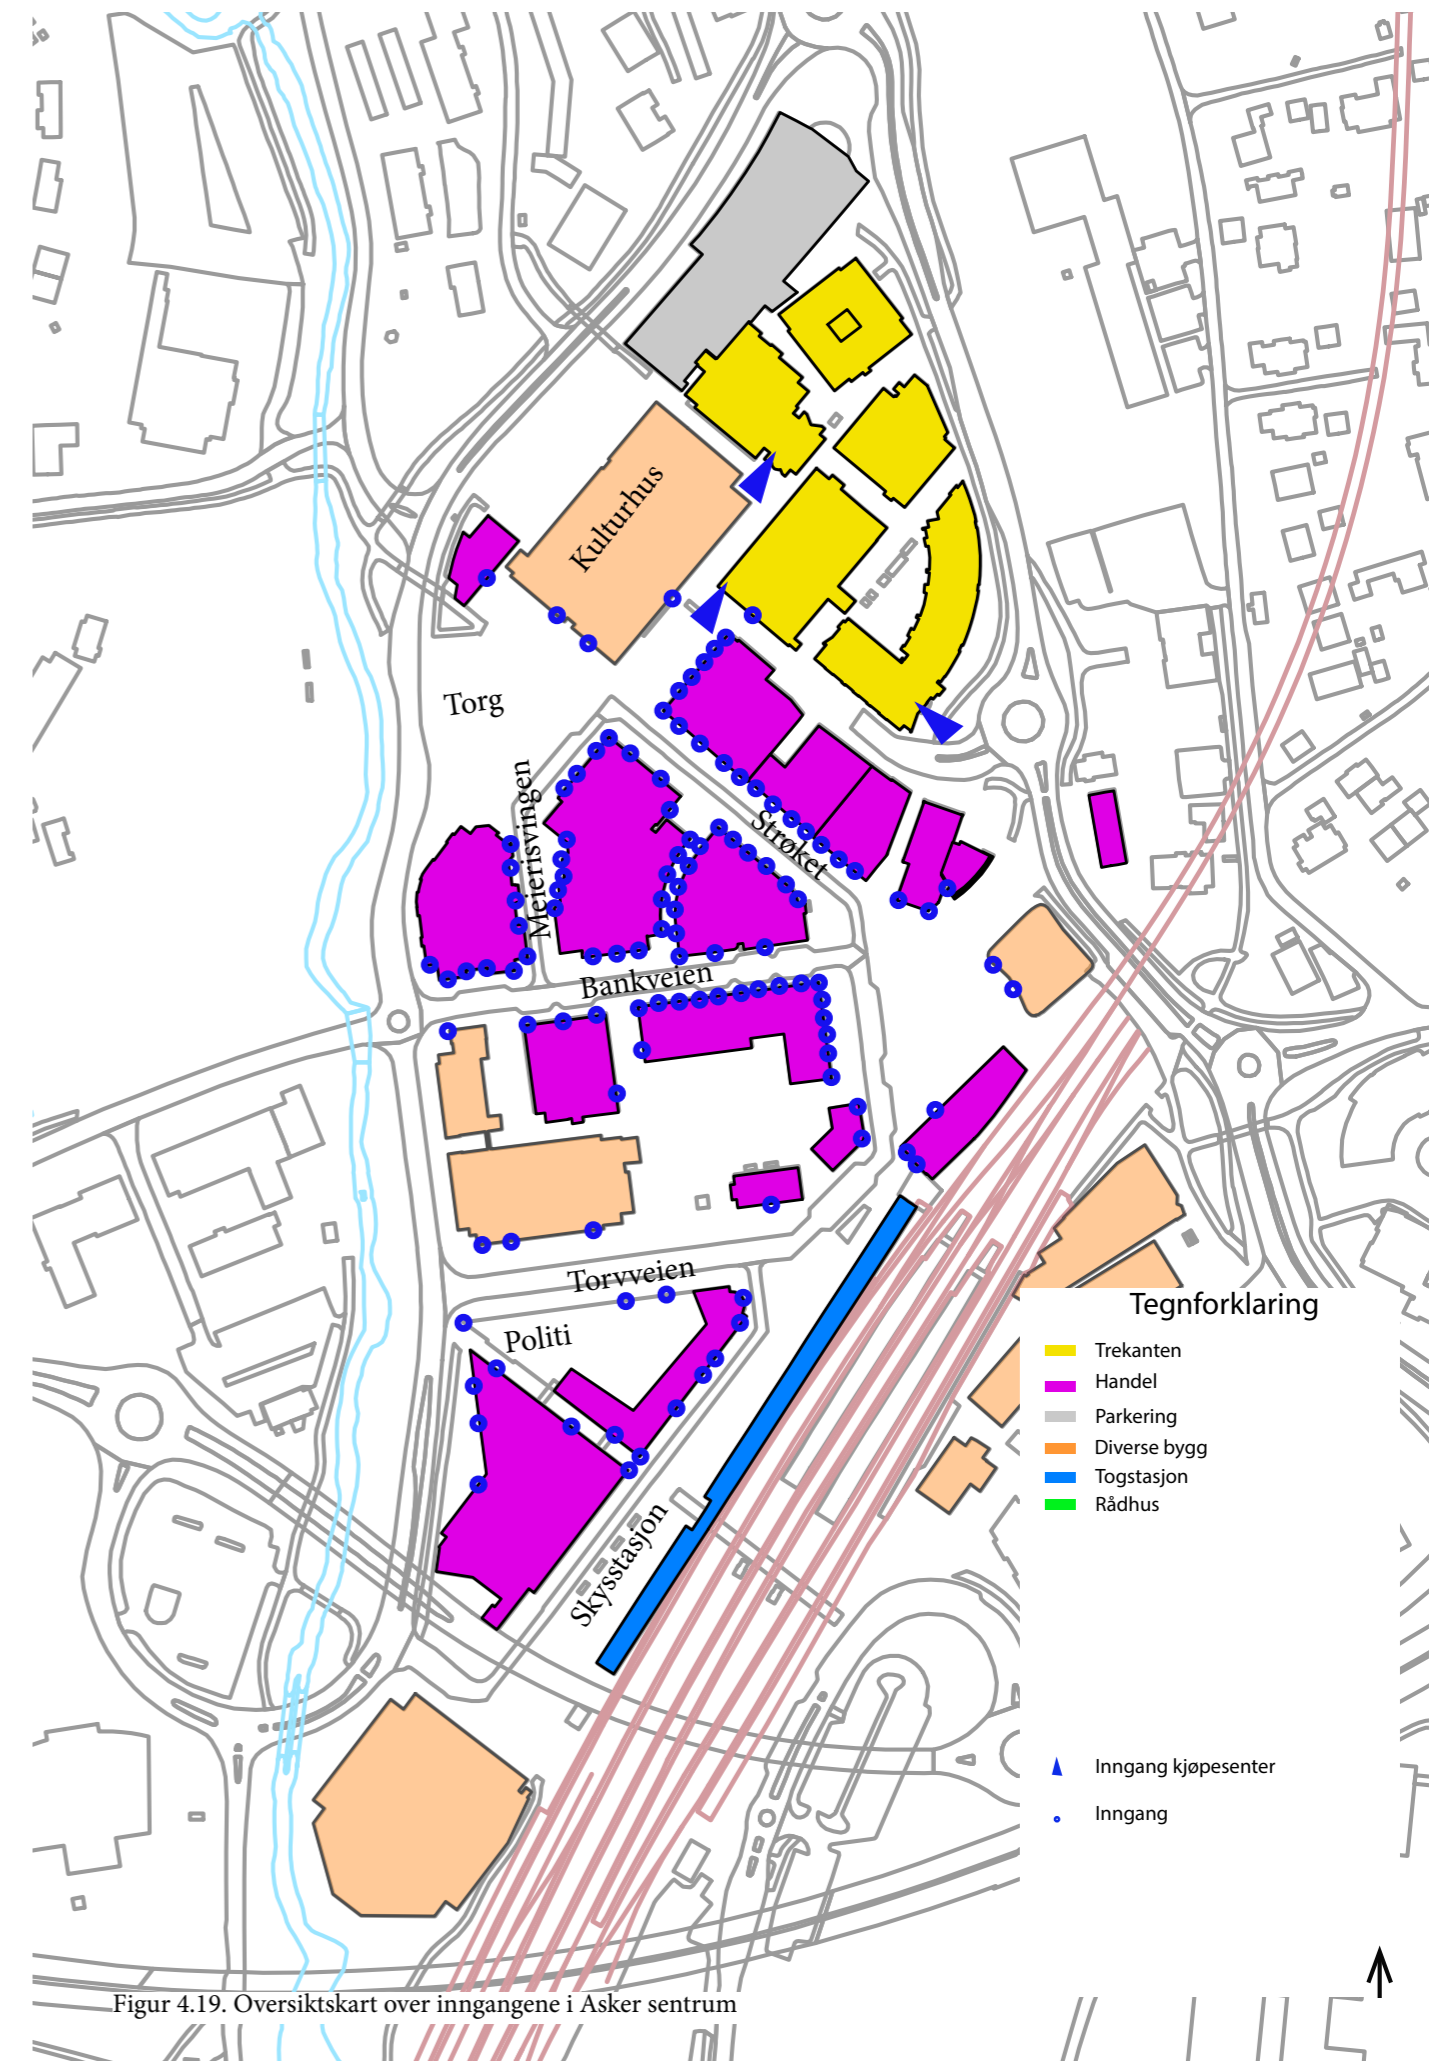 Kulturhus
Torg
Meierisvingen
Strøket
Bankveien
Torvveien
Politi
Skysstasjon
Tegnforklaring
Trekanten
Handel
Parkering
Diverse bygg
Togstasjon
Rådhus
Inngang kjøpesenter
Inngang
Figur 4.19. Oversiktskart over inngangene i Asker sentrum